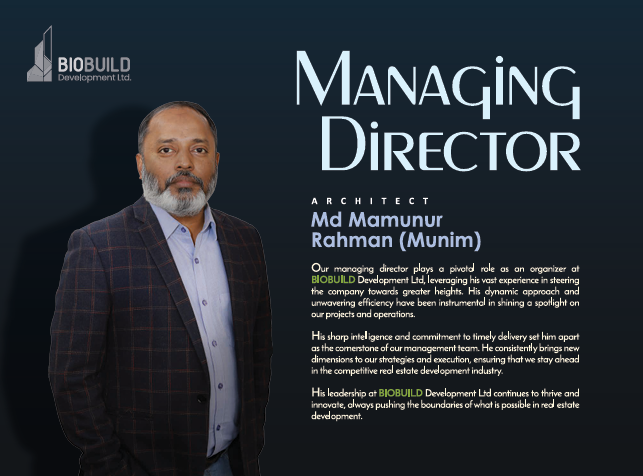 BIOBUILD
Development Ltd.
MANAGiNG
DiRECTOR
ARCHITECT
Md Mamunur
Rahman (Munim)
Our managing director plays a pivotal role as an organizer at
BIOBUILD Development Ltd, leveraging his vast experience in steering
the company towards greater heights. His dynamic approach and
unwavering efficiency have been instrumental in shining a spotlight on
our projects and operations.
His sharp intelligence and commitment to timely delivery set him apart
as the cornerstone of our management team. He consistently brings new
dimensions to our strategies and execution, ensuring that we stay ahead
in the competitive real estate development industry.
His leadership at BIOBUILD Development Ltd continues to thrive and
innovate, always pushing the boundaries of what is possible in real estate
development.